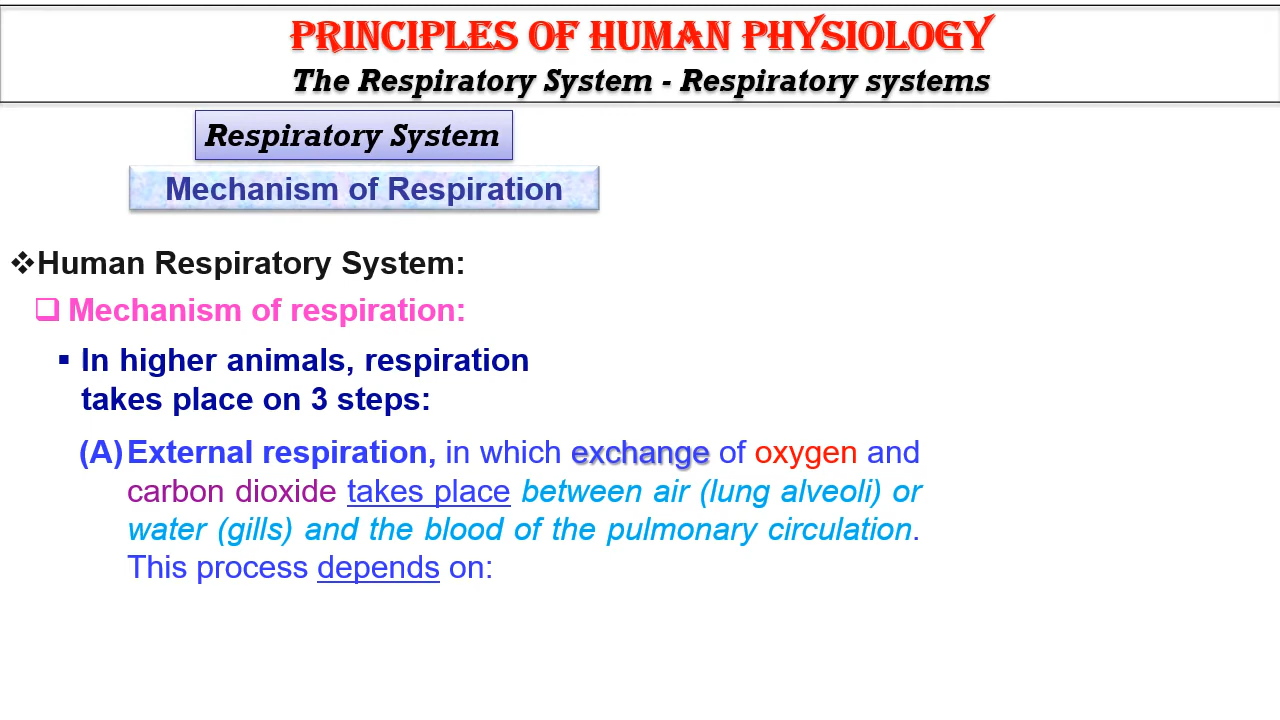 PRINCIPLES OF HUMAN PHYSIOLOGY
The Respiratory System - Respiratory systems
Respiratory System
Mechanism of Respiration
❖Human Respiratory System:
❑ Mechanism of respiration:
▪ In higher animals, respiration
takes place on 3 steps:
(A) External respiration, in which exchange of oxygen and
carbon dioxide takes place between air (lung alveoli) or
water (gills) and the blood of the pulmonary circulation.
This process depends on: